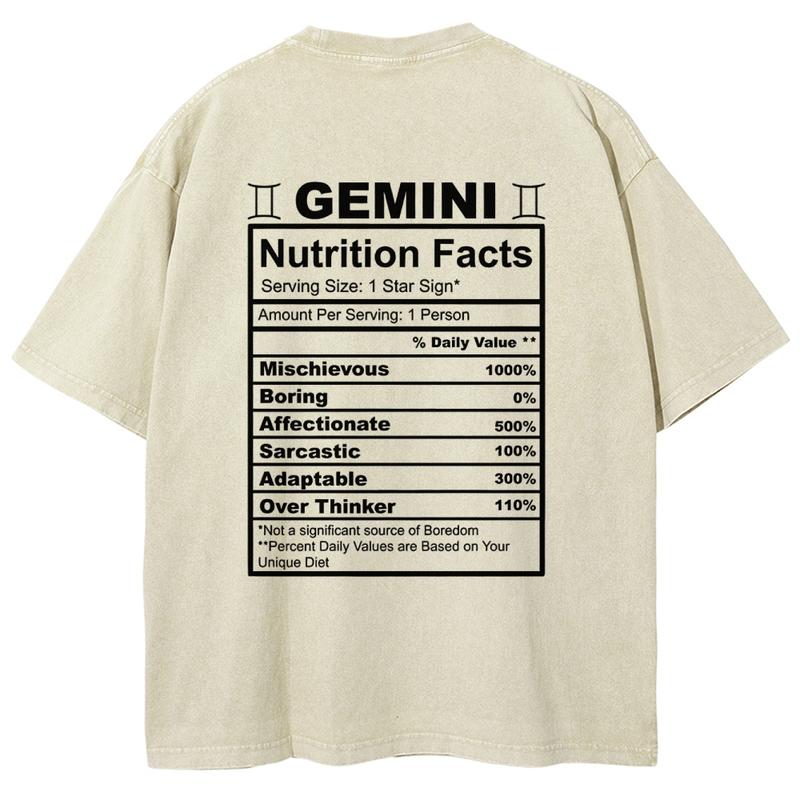 ♊ GEMINI ♊
Nutrition Facts
Serving Size: 1 Star Sign*
Amount Per Serving: 1 Person
% Daily Value **
Mischievous 1000%
Boring 0%
Affectionate 500%
Sarcastic 100%
Adaptable 300%
Over Thinker 110%
*Not a significant source of Boredom
**Percent Daily Values are Based on Your
Unique Diet